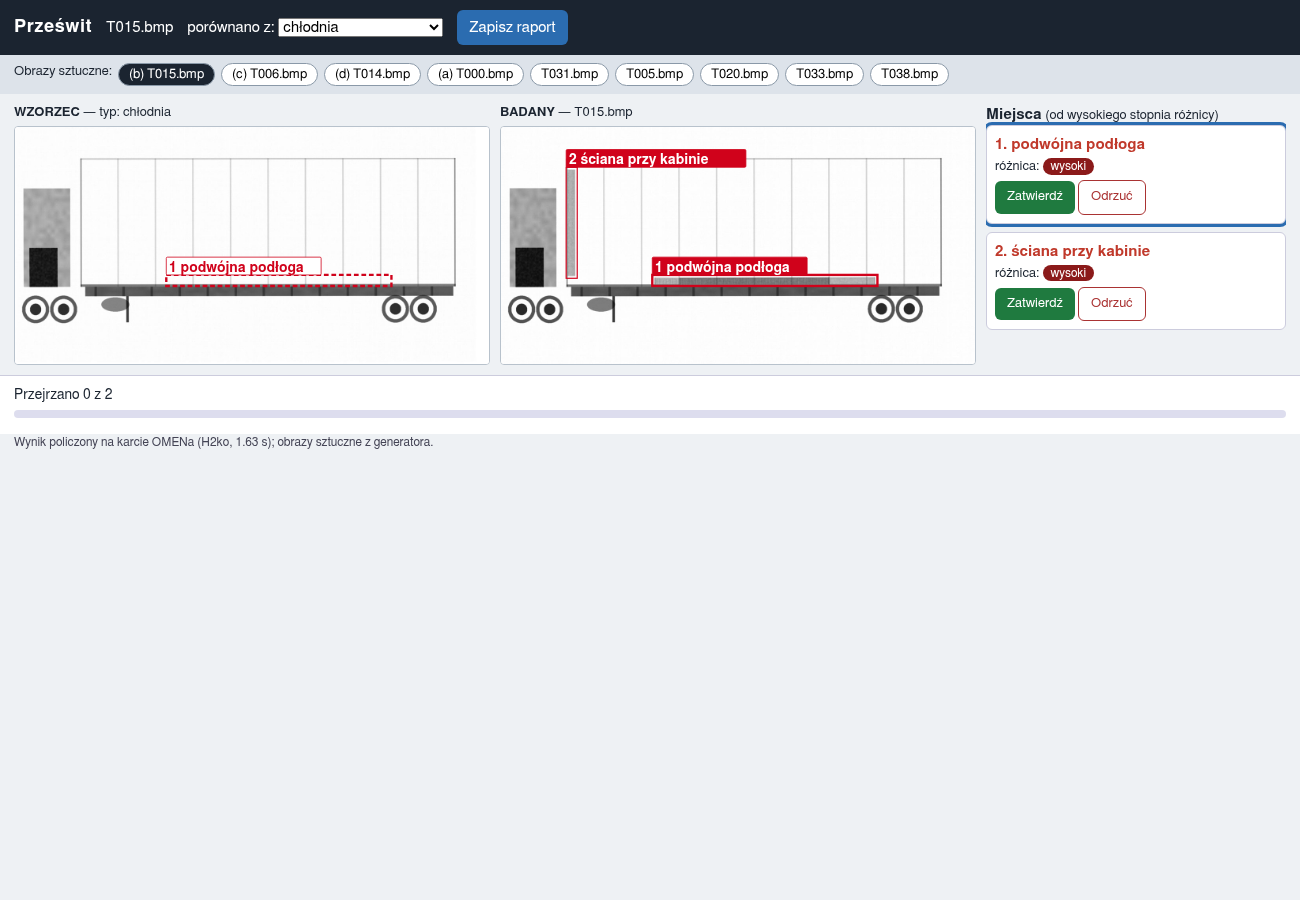 Prześwit T015.bmp porównano z: chłodnia Zapisz raport
Obrazy sztuczne: (b) T015.bmp (c) T006.bmp (d) T014.bmp (a) T000.bmp T031.bmp T005.bmp T020.bmp T033.bmp T038.bmp
WZORZEC — typ: chłodnia
1 podwójna podłoga
BADANY — T015.bmp
2 ściana przy kabinie
1 podwójna podłoga
Miejsca (od wysokiego stopnia różnicy)
1. podwójna podłoga
różnica: wysoki
Zatwierdź Odrzuć
2. ściana przy kabinie
różnica: wysoki
Zatwierdź Odrzuć
Przejrzano 0 z 2
Wynik policzony na karcie OMENa (H2ko, 1.63 s); obrazy sztuczne z generatora.